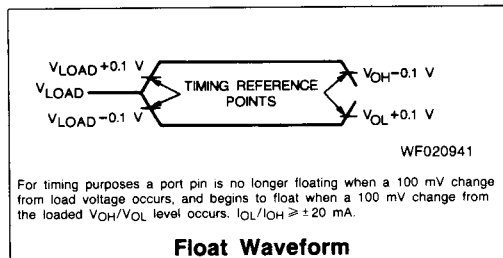 VLOAD+0.1 V
VLOAD
VLOAD−0.1 V
TIMING REFERENCE
POINTS
VOH−0.1 V
VOL+0.1 V
WF020941
For timing purposes a port pin is no longer floating when a 100 mV change
from load voltage occurs, and begins to float when a 100 mV change from
the loaded VOH/VOL level occurs. IOL/IOH ⩾ ±20 mA.
Float Waveform